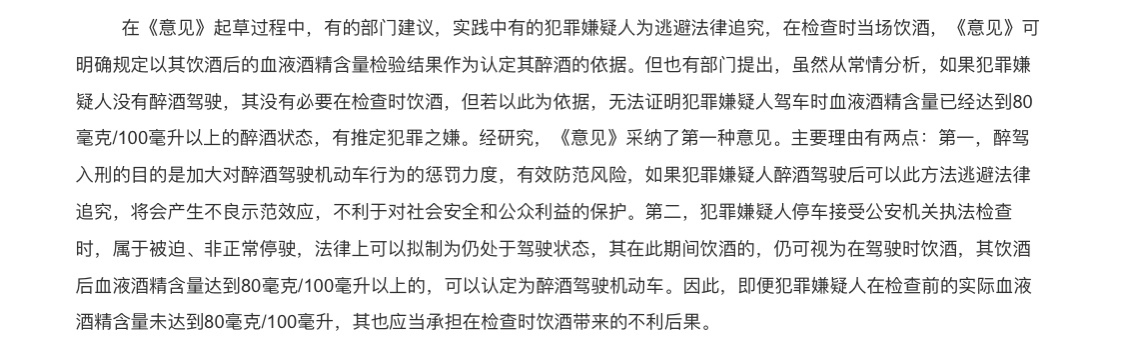 在《意见》起草过程中，有的部门建议，实践中有的犯罪嫌疑人为逃避法律追究，在检查时当场饮酒，《意见》可
明确规定以其饮酒后的血液酒精含量检验结果作为认定其醉酒的依据。但也有部门提出，虽然从常情分析，如果犯罪嫌
疑人没有醉酒驾驶，其没有必要在检查时饮酒，但若以此为依据，无法证明犯罪嫌疑人驾车时血液酒精含量已经达到80
毫克/100毫升以上的醉酒状态，有推定犯罪之嫌。经研究，《意见》采纳了第一种意见。主要理由有两点：第一，醉驾
入刑的目的是加大对醉酒驾驶机动车行为的惩罚力度，有效防范风险，如果犯罪嫌疑人醉酒驾驶后可以此方法逃避法律
追究，将会产生不良示范效应，不利于对社会安全和公众利益的保护。第二，犯罪嫌疑人停车接受公安机关执法检查
时，属于被迫、非正常停驶，法律上可以拟制为仍处于驾驶状态，其在此期间饮酒的，仍可视为在驾驶时饮酒，其饮酒
后血液酒精含量达到80毫克/100毫升以上的，可以认定为醉酒驾驶机动车。因此，即便犯罪嫌疑人在检查前的实际血液
酒精含量未达到80毫克/100毫升，其也应当承担在检查时饮酒带来的不利后果。